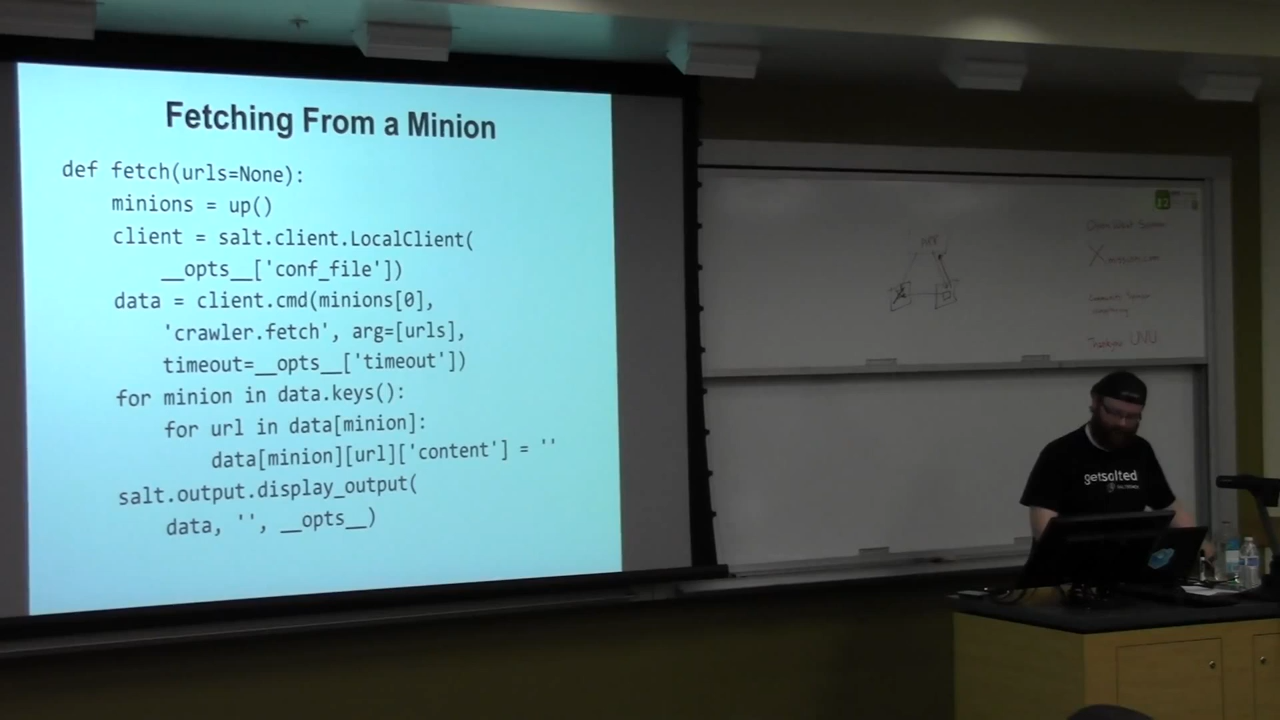 Fetching From a Minion
def fetch(urls=None):
    minions = up()
    client = salt.client.LocalClient(
        __opts__['conf_file'])
    data = client.cmd(minions[0],
        'crawler.fetch', arg=[urls],
        timeout=__opts__['timeout'])
    for minion in data.keys():
        for url in data[minion]:
            data[minion][url]['content'] = ''
    salt.output.display_output(
        data, '', __opts__)
Thankyou UVU
getsalted